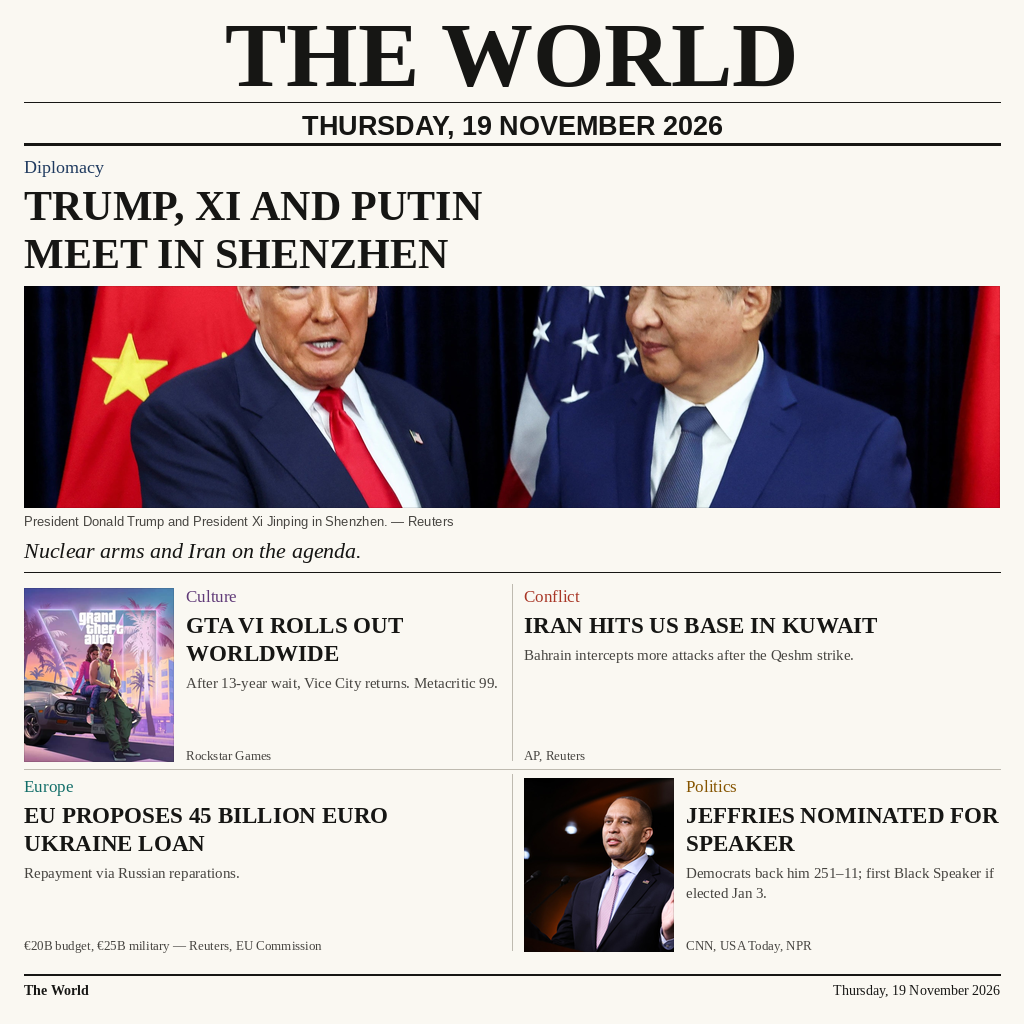 THE WORLD
THURSDAY, 19 NOVEMBER 2026
Diplomacy
TRUMP, XI AND PUTIN
MEET IN SHENZHEN
President Donald Trump and President Xi Jinping in Shenzhen. — Reuters
Nuclear arms and Iran on the agenda.
grand
theft
auto
Culture
GTA VI ROLLS OUT
WORLDWIDE
After 13-year wait, Vice City returns. Metacritic 99.
Rockstar Games
Conflict
IRAN HITS US BASE IN KUWAIT
Bahrain intercepts more attacks after the Qeshm strike.
AP, Reuters
Europe
EU PROPOSES 45 BILLION EURO
UKRAINE LOAN
Repayment via Russian reparations.
€20B budget, €25B military — Reuters, EU Commission
Politics
JEFFRIES NOMINATED FOR
SPEAKER
Democrats back him 251–11; first Black Speaker if
elected Jan 3.
CNN, USA Today, NPR
The World
Thursday, 19 November 2026